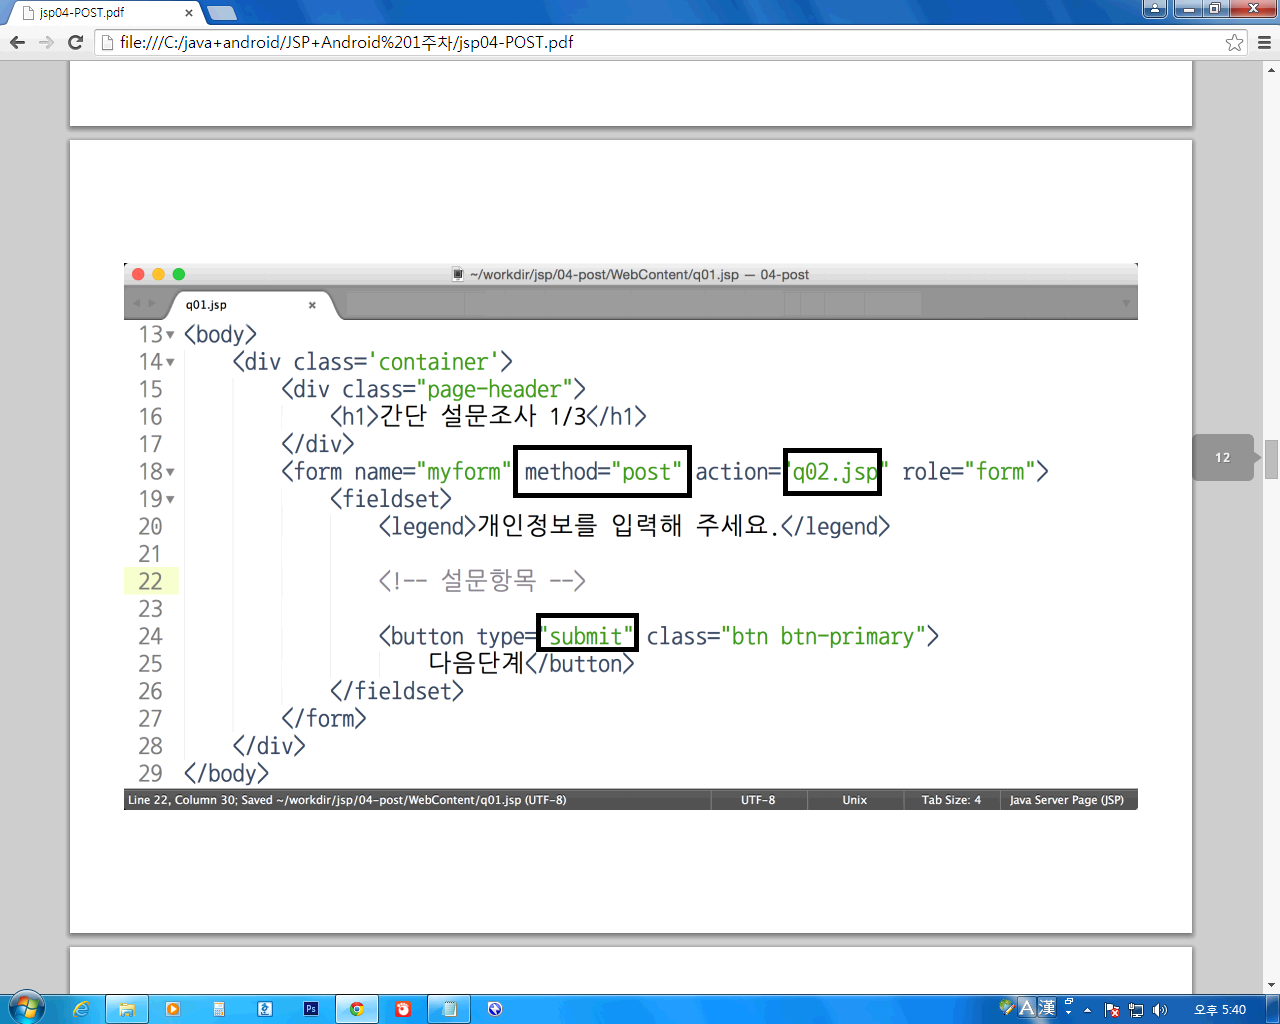 jsp04-POST.pdf
file:///C:/java+android/JSP+Android%201주차/jsp04-POST.pdf
~/workdir/jsp/04-post/WebContent/q01.jsp — 04-post
q01.jsp
13 <body>
14 <div class='container'>
15 <div class="page-header">
16 <h1>간단 설문조사 1/3</h1>
17 </div>
18 <form name="myform" method="post" action="q02.jsp" role="form">
19 <fieldset>
20 <legend>개인정보를 입력해 주세요.</legend>
21
22 <!-- 설문항목 -->
23
24 <button type="submit" class="btn btn-primary">
25 다음단계</button>
26 </fieldset>
27 </form>
28 </div>
29 </body>
Line 22, Column 30; Saved ~/workdir/jsp/04-post/WebContent/q01.jsp (UTF-8) UTF-8 Unix Tab Size: 4 Java Server Page (JSP)
12
Ps
A 漢
오후 5:40